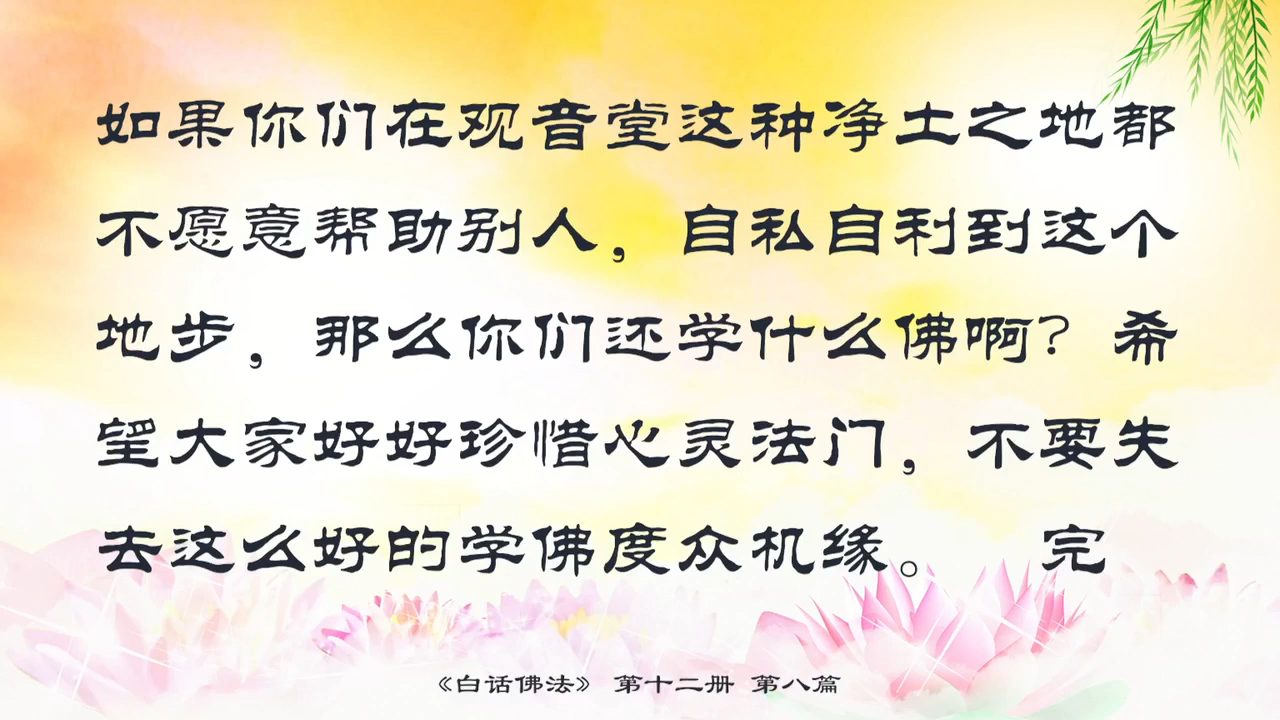 如果你们在观音堂这种净土之地都
不愿意帮助别人，自私自利到这个
地步，那么你们还学什么佛啊？希
望大家好好珍惜心灵法门，不要失
去这么好的学佛度众机缘。 完
《白话佛法》 第十二册 第八篇